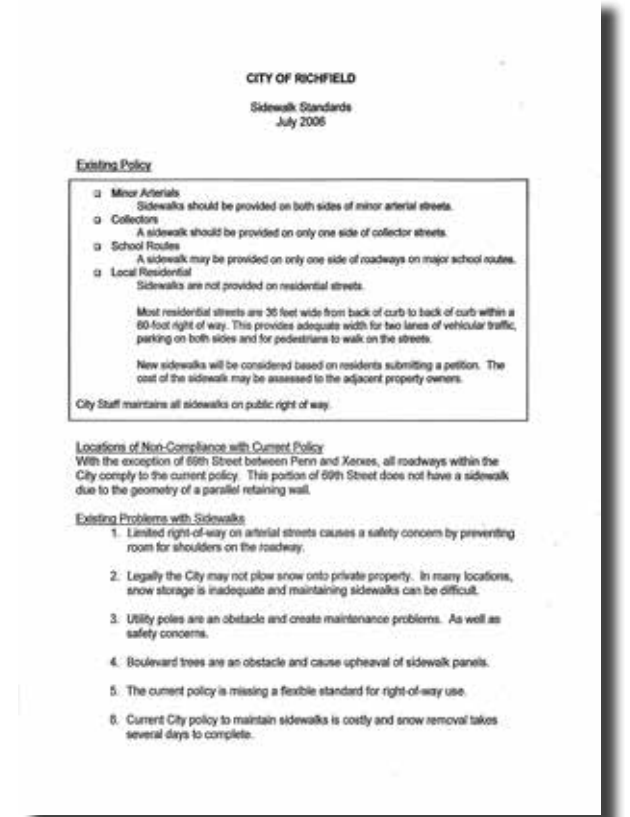 CITY OF RICHFIELD
Sidewalk Standards
July 2006
Existing Policy
❑ Minor Arterials
Sidewalks should be provided on both sides of minor arterial streets.
❑ Collectors
A sidewalk should be provided on only one side of collector streets.
❑ School Routes
A sidewalk may be provided on only one side of roadways on major school routes.
❑ Local Residential
Sidewalks are not provided on residential streets.
Most residential streets are 36 feet wide from back of curb to back of curb within a
60-foot right of way. This provides adequate width for two lanes of vehicular traffic,
parking on both sides and for pedestrians to walk on the streets.
New sidewalks will be considered based on residents submitting a petition. The
cost of the sidewalk may be assessed to the adjacent property owners.
City Staff maintains all sidewalks on public right of way.
Locations of Non-Compliance with Current Policy
With the exception of 69th Street between Penn and Xerxes, all roadways within the
City comply to the current policy. This portion of 69th Street does not have a sidewalk
due to the geometry of a parallel retaining wall.
Existing Problems with Sidewalks
1. Limited right-of-way on arterial streets causes a safety concern by preventing
room for shoulders on the roadway.
2. Legally the City may not plow snow onto private property. In many locations,
snow storage is inadequate and maintaining sidewalks can be difficult.
3. Utility poles are an obstacle and create maintenance problems. As well as
safety concerns.
4. Boulevard trees are an obstacle and cause upheaval of sidewalk panels.
5. The current policy is missing a flexible standard for right-of-way use.
6. Current City policy to maintain sidewalks is costly and snow removal takes
several days to complete.